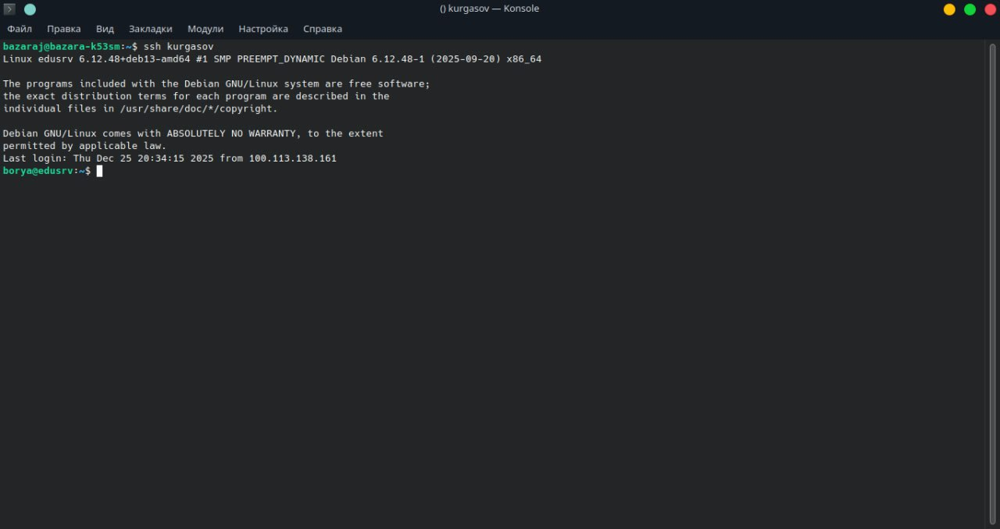 () kurgasov — Konsole
Файл Правка Вид Закладки Модули Настройка Справка
bazaraj@bazara-k53sm:~$ ssh kurgasov
Linux edusrv 6.12.48+deb13-amd64 #1 SMP PREEMPT_DYNAMIC Debian 6.12.48-1 (2025-09-20) x86_64
The programs included with the Debian GNU/Linux system are free software;
the exact distribution terms for each program are described in the
individual files in /usr/share/doc/*/copyright.
Debian GNU/Linux comes with ABSOLUTELY NO WARRANTY, to the extent
permitted by applicable law.
Last login: Thu Dec 25 20:34:15 2025 from 100.113.138.161
borya@edusrv:~$